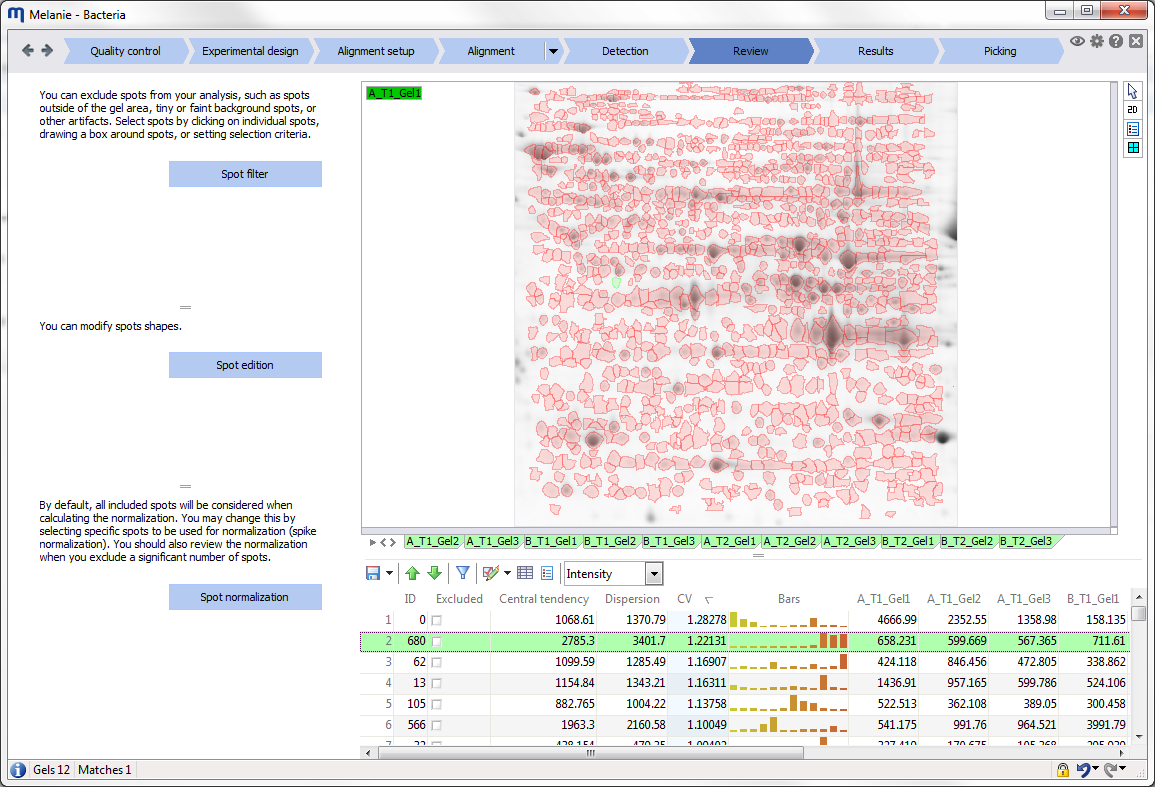 Melanie - Bacteria
Quality control
Experimental design
Alignment setup
Alignment
Detection
Review
Results
Picking
You can exclude spots from your analysis, such as spots
outside of the gel area, tiny or faint background spots, or
other artifacts. Select spots by clicking on individual spots,
drawing a box around spots, or setting selection criteria.
Spot filter
You can modify spots shapes.
Spot edition
By default, all included spots will be considered when
calculating the normalization. You may change this by
selecting specific spots to be used for normalization (spike
normalization). You should also review the normalization
when you exclude a significant number of spots.
Spot normalization
A_T1_Gel1
2D
A_T1_Gel2 A_T1_Gel3 B_T1_Gel1 B_T1_Gel2 B_T1_Gel3 A_T2_Gel1 A_T2_Gel2 A_T2_Gel3 B_T2_Gel1 B_T2_Gel2 B_T2_Gel3
Intensity
ID Excluded Central tendency Dispersion CV Bars A_T1_Gel1 A_T1_Gel2 A_T1_Gel3 B_T1_Gel1
1 0 1068.61 1370.79 1.28278 4666.99 2352.55 1358.98 158.135
2 680 2785.3 3401.7 1.22131 658.231 599.669 567.365 711.61
3 62 1099.59 1285.49 1.16907 424.118 846.456 472.805 338.862
4 13 1154.84 1343.21 1.16311 1436.91 957.165 599.786 524.106
5 105 882.765 1004.22 1.13758 522.513 362.108 389.05 300.458
6 566 1963.3 2160.58 1.10049 541.175 991.76 964.521 3991.79
Gels 12 Matches 1